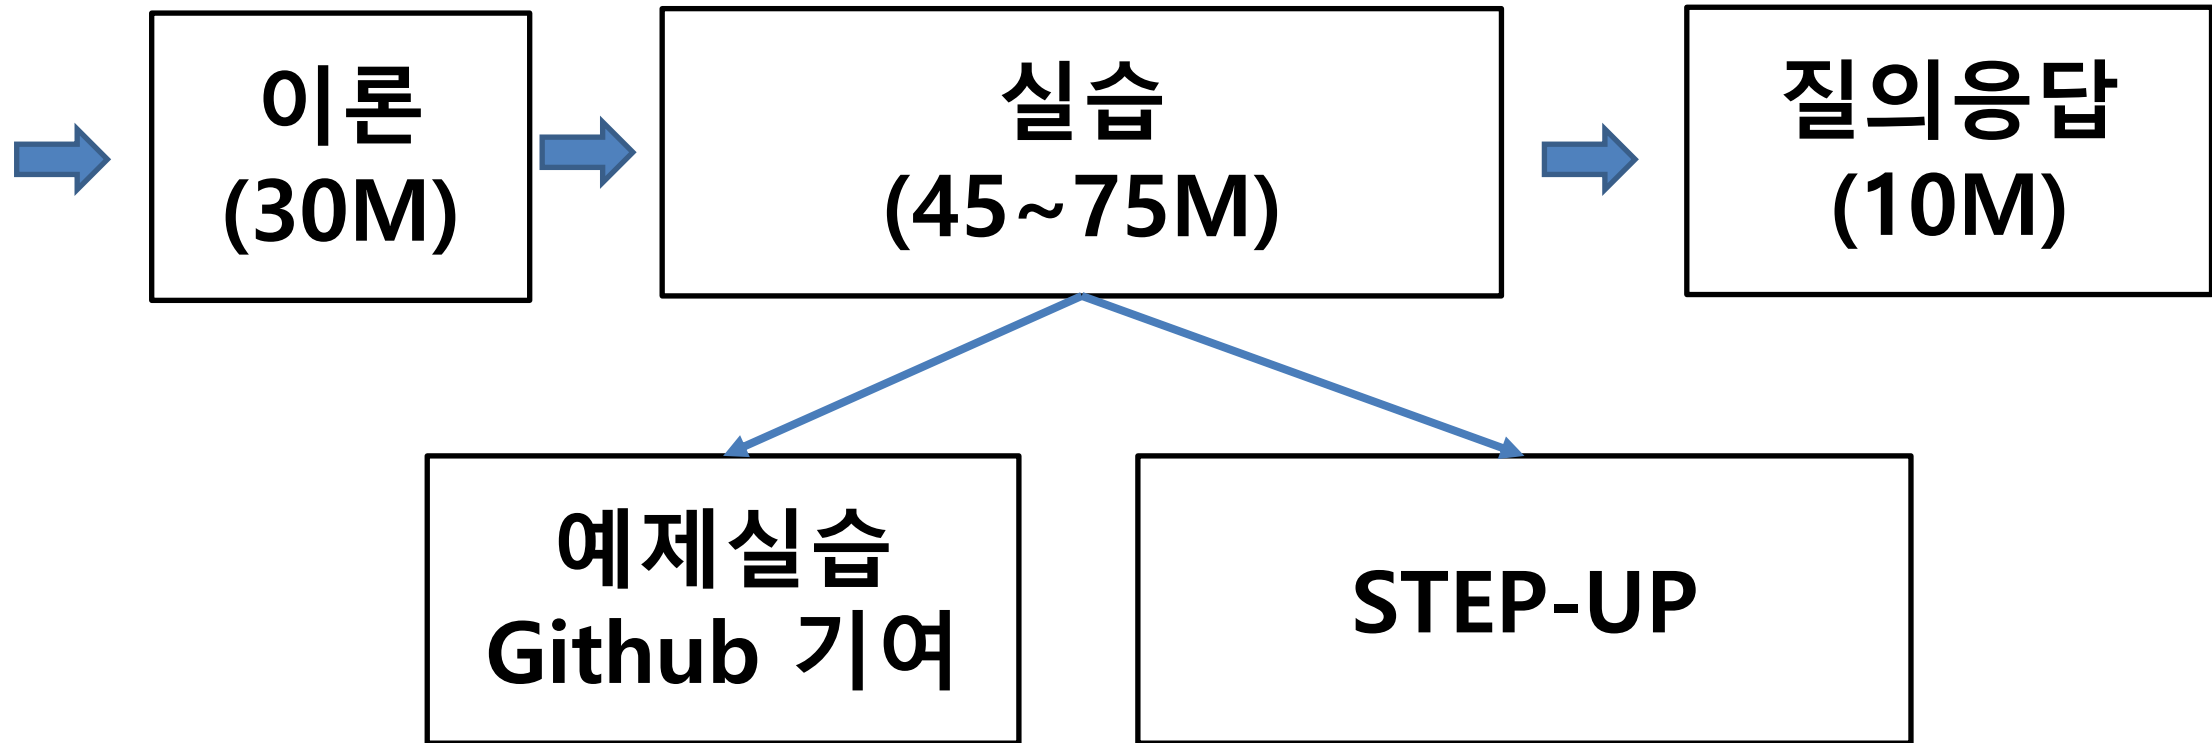 이론
(30M)
실습
(45~75M)
질의응답
(10M)
예제실습
Github 기여
STEP-UP